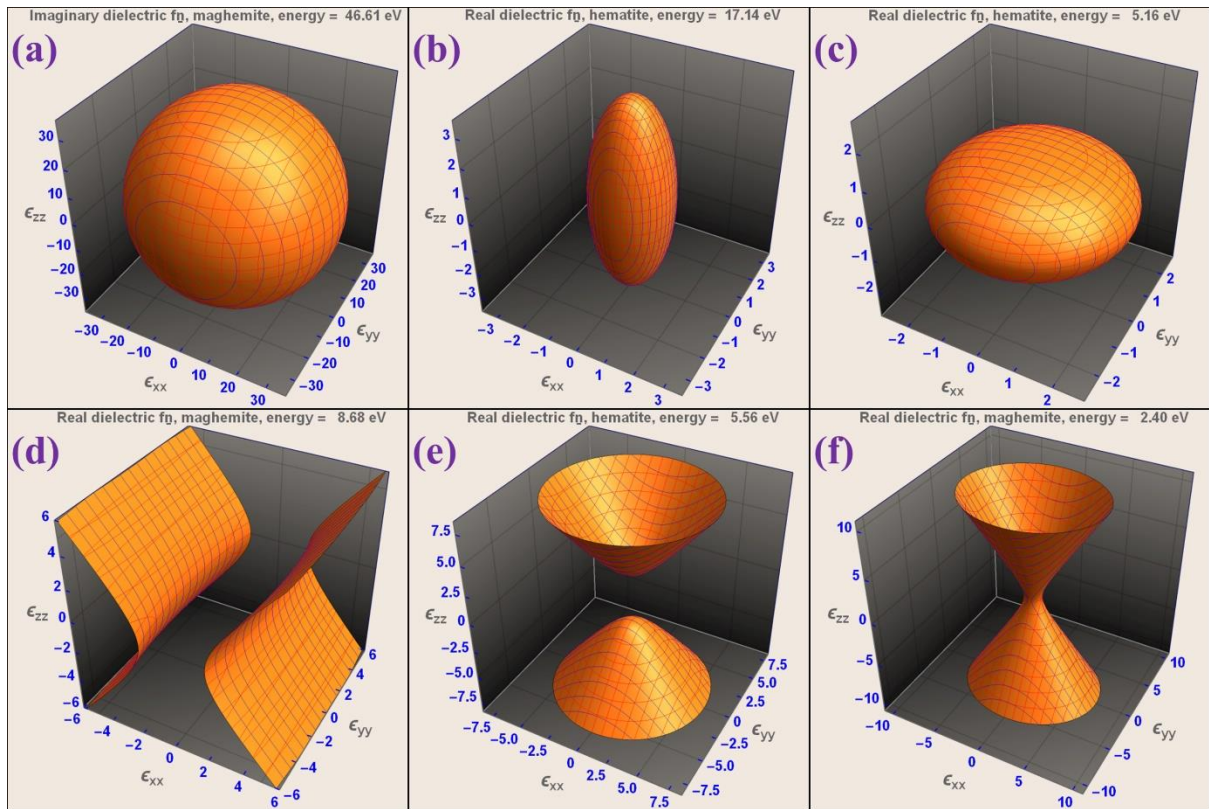 Imaginary dielectric fn̲, maghemite, energy = 46.61 eV
(a)
30
20
10
ϵzz 0
−10
−20
−30
−30 −20 −10 0 10 20 30
ϵxx
30
20
10
0
−10
−20
−30
ϵyy
Real dielectric fn̲, hematite, energy = 17.14 eV
(b)
3
2
1
ϵzz 0
−1
−2
−3
−3 −2 −1 0 1 2 3
ϵxx
3
2
1
0
−1
−2
−3
ϵyy
Real dielectric fn̲, hematite, energy = 5.16 eV
(c)
2
1
ϵzz 0
−1
−2
−2 −1 0 1 2
ϵxx
2
1
0
−1
−2
ϵyy
Real dielectric fn̲, maghemite, energy = 8.68 eV
(d)
6
4
2
ϵzz 0
−2
−4
−6
−6 −4 −2 0 2 4 6
ϵxx
6
4
2
0
−2
−4
−6
ϵyy
Real dielectric fn̲, hematite, energy = 5.56 eV
(e)
7.5
5.0
2.5
ϵzz 0
−2.5
−5.0
−7.5
−7.5 −5.0 −2.5 0 2.5 5.0 7.5
ϵxx
7.5
5.0
2.5
0
−2.5
−5.0
−7.5
ϵyy
Real dielectric fn̲, maghemite, energy = 2.40 eV
(f)
10
5
ϵzz 0
−5
−10
−10 −5 0 5 10
ϵxx
10
5
0
−5
−10
ϵyy